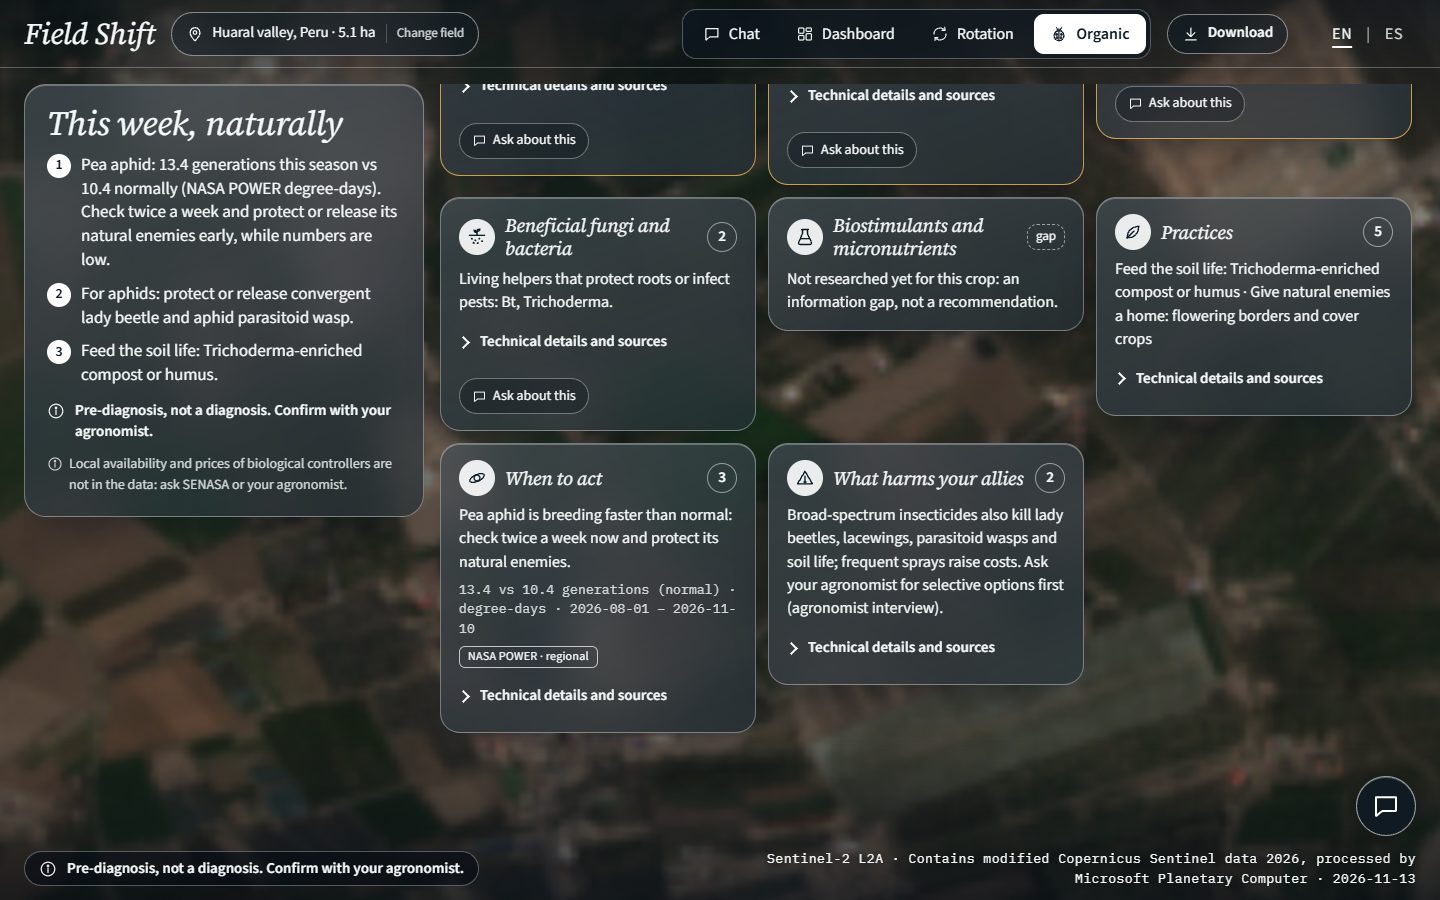 Field Shift
Huaral valley, Peru · 5.1 ha
Change field
Chat
Dashboard
Rotation
Organic
Download
EN | ES
This week, naturally
1
Pea aphid: 13.4 generations this season vs
10.4 normally (NASA POWER degree-days).
Check twice a week and protect or release its
natural enemies early, while numbers are
low.
2
For aphids: protect or release convergent
lady beetle and aphid parasitoid wasp.
3
Feed the soil life: Trichoderma-enriched
compost or humus.
Pre-diagnosis, not a diagnosis. Confirm with your
agronomist.
Local availability and prices of biological controllers are
not in the data: ask SENASA or your agronomist.
Technical details and sources
Ask about this
Technical details and sources
Ask about this
Ask about this
Beneficial fungi and
bacteria
2
Living helpers that protect roots or infect
pests: Bt, Trichoderma.
Technical details and sources
Ask about this
Biostimulants and
micronutrients
gap
Not researched yet for this crop: an
information gap, not a recommendation.
Practices
5
Feed the soil life: Trichoderma-enriched
compost or humus · Give natural enemies
a home: flowering borders and cover
crops
Technical details and sources
When to act
3
Pea aphid is breeding faster than normal:
check twice a week now and protect its
natural enemies.
13.4 vs 10.4 generations (normal) ·
degree-days · 2026-08-01 – 2026-11-
10
NASA POWER · regional
Technical details and sources
What harms your allies
2
Broad-spectrum insecticides also kill lady
beetles, lacewings, parasitoid wasps and
soil life; frequent sprays raise costs. Ask
your agronomist for selective options first
(agronomist interview).
Technical details and sources
Pre-diagnosis, not a diagnosis. Confirm with your agronomist.
Sentinel-2 L2A · Contains modified Copernicus Sentinel data 2026, processed by
Microsoft Planetary Computer · 2026-11-13